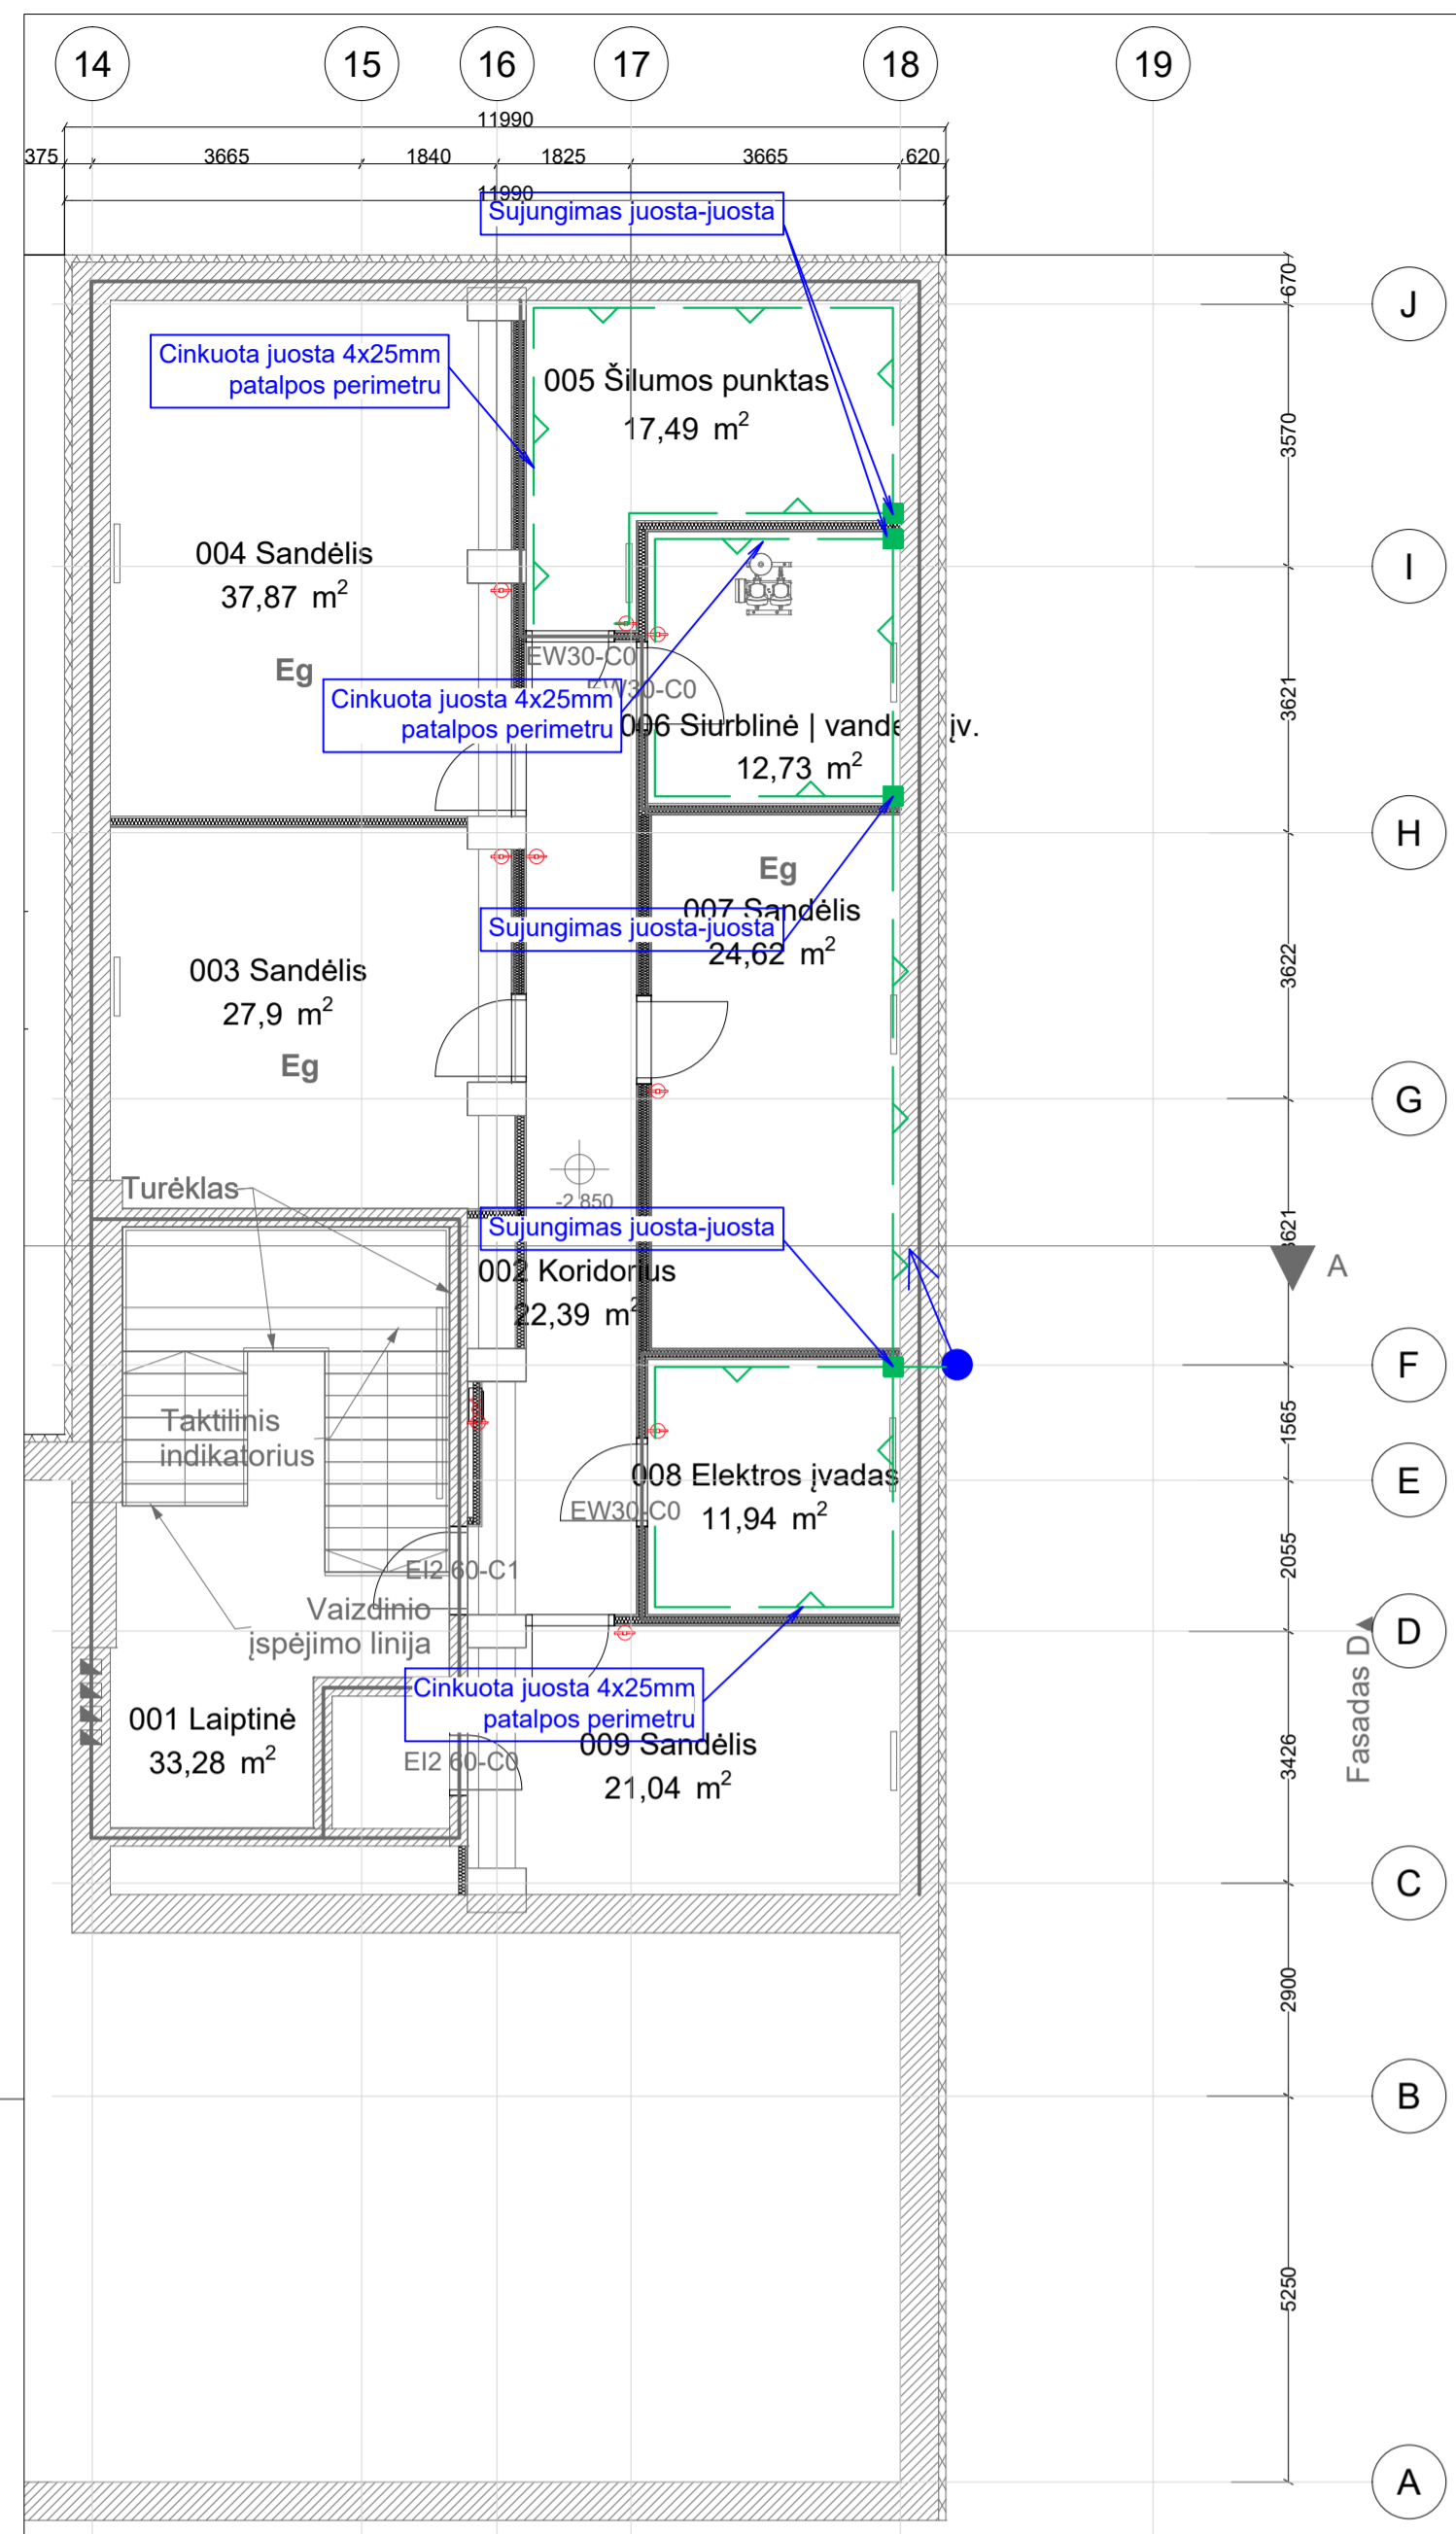 14 15 16 17 18 19
11990
375 3665 1840 1825 3665 620
11990
Sujungimas juosta-juosta
670
J
Cinkuota juosta 4x25mm
patalpos perimetru
005 Šilumos punktas
17,49 m²
3570
004 Sandėlis
37,87 m²
I
Eg
EW30-C0
EW30-C0
Cinkuota juosta 4x25mm
patalpos perimetru
3621
006 Siurblinė | įv.
12,73 m²
H
Eg
007 Sandėlis
24,62 m²
Sujungimas juosta-juosta
3622
003 Sandėlis
27,9 m²
Eg
G
Turėklas
-2.850
Sujungimas juosta-juosta
3621
A
002 Koridorius
22,39 m²
F
Taktilinis
indikatorius
1565
008 Elektros įvadas
11,94 m²
E
EW30-C0
EI2 60-C1
2055
Vaizdinio
įspėjimo linija
D
Fasadas D
Cinkuota juosta 4x25mm
patalpos perimetru
001 Laiptinė
33,28 m²
EI2 60-C0
009 Sandėlis
21,04 m²
3426
C
2900
B
5250
A